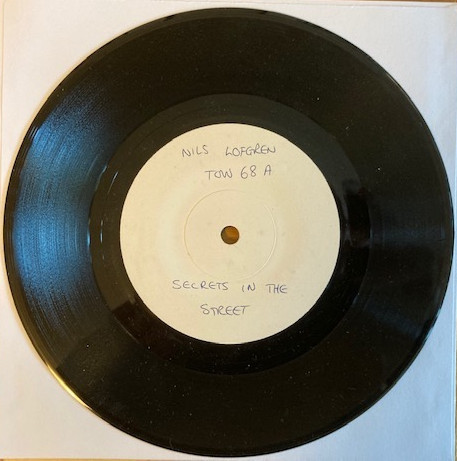 NILS LOFGREN
TOW 68 A
SECRETS IN THE
STREET